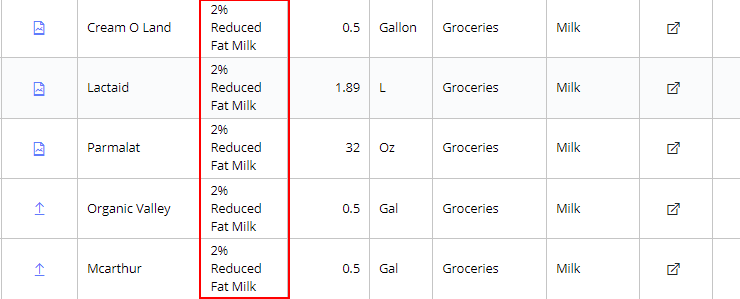 2%
Cream O Land Reduced 0.5 Gallon Groceries Milk
Fat Milk
2%
Lactaid Reduced 1.89 L Groceries Milk
Fat Milk
2%
Parmalat Reduced 32 Oz Groceries Milk
Fat Milk
2%
Organic Valley Reduced 0.5 Gal Groceries Milk
Fat Milk
2%
Mcarthur Reduced 0.5 Gal Groceries Milk
Fat Milk